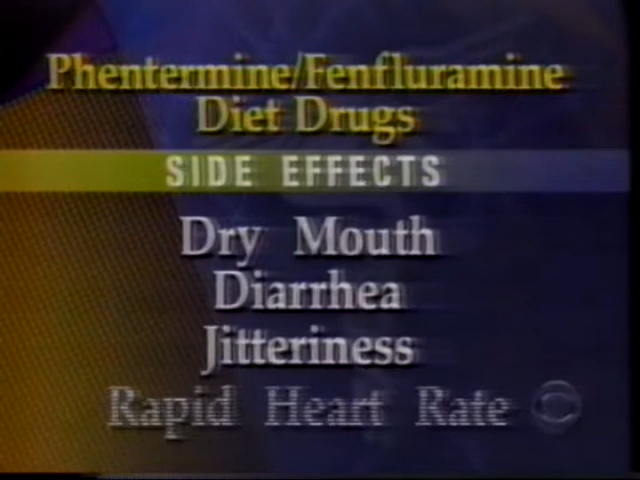 Phentermine/Fenfluramine
Diet Drugs
SIDE EFFECTS
Dry Mouth
Diarrhea
Jitteriness
Rapid Heart Rate